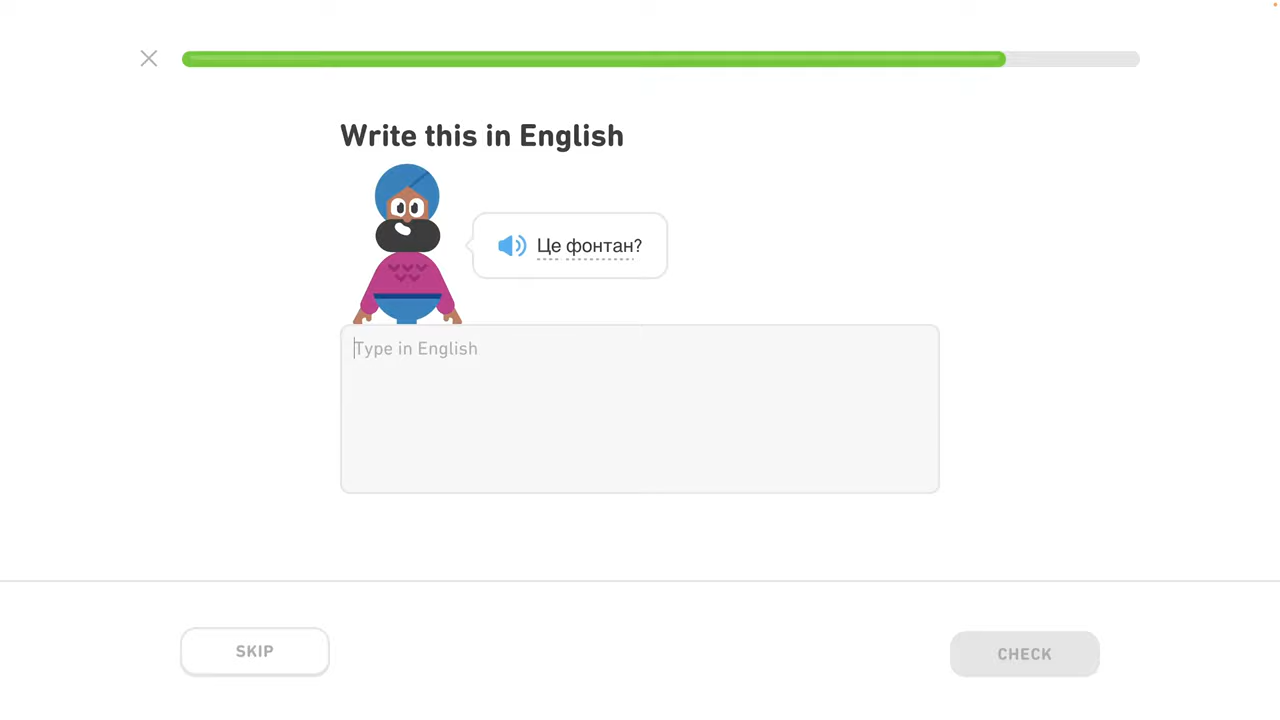 Write this in English
Це фонтан?
Type in English
SKIP
CHECK